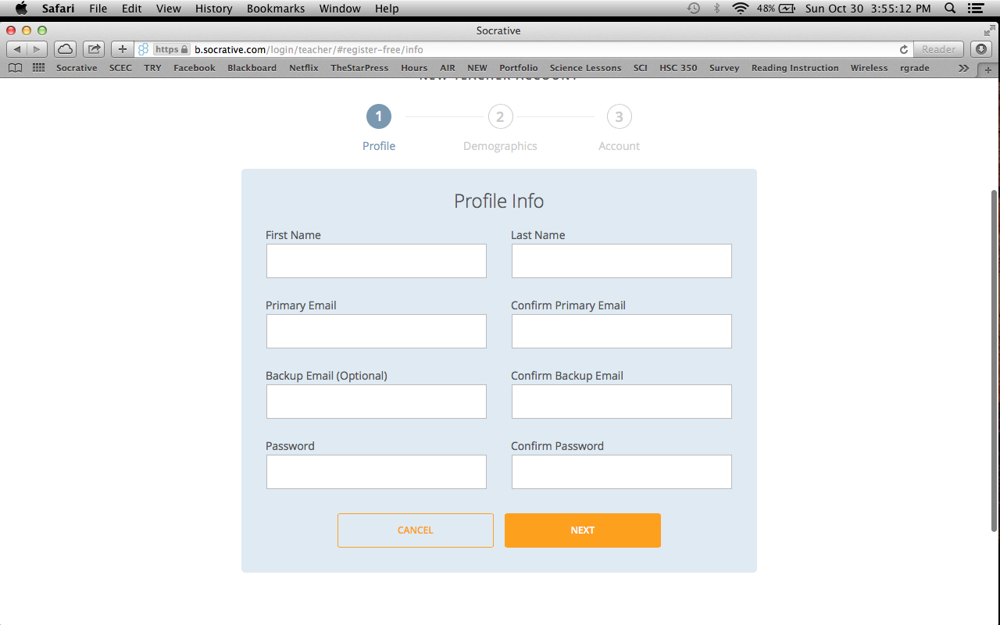 Safari File Edit View History Bookmarks Window Help 48% Sun Oct 30 3:55:12 PM
Socrative
https b.socrative.com/login/teacher/#register-free/info Reader
Socrative SCEC TRY Facebook Blackboard Netflix TheStarPress Hours AIR NEW Portfolio Science Lessons SCI HSC 350 Survey Reading Instruction Wireless rgrade
NEW TEACHER ACCOUNT
1 2 3
Profile Demographics Account
Profile Info
First Name Last Name
Primary Email Confirm Primary Email
Backup Email (Optional) Confirm Backup Email
Password Confirm Password
CANCEL NEXT